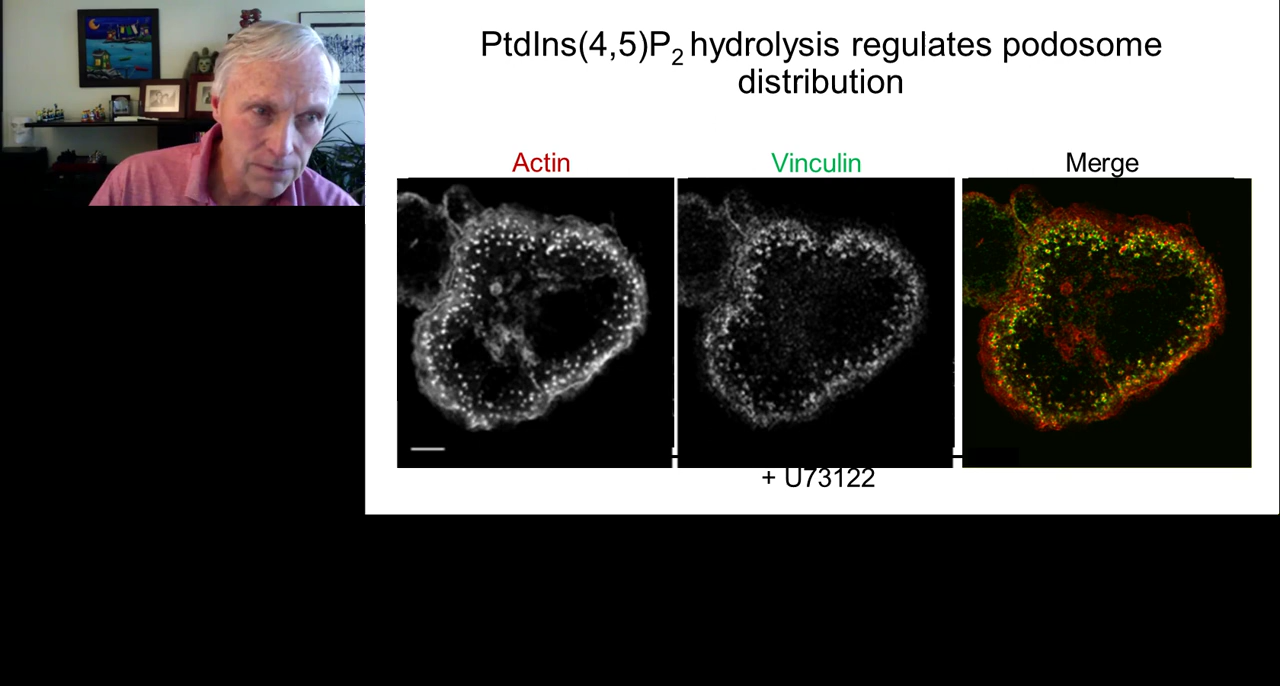 PtdIns(4,5)P₂ hydrolysis regulates podosome
distribution
Actin
Vinculin
Merge
+ U73122